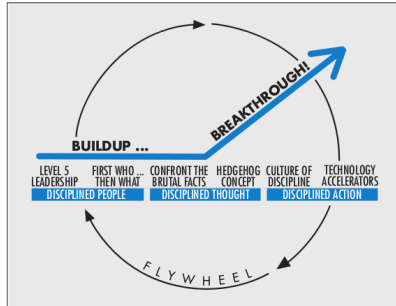 BREAKTHROUGH!
BUILDUP ...
LEVEL 5 LEADERSHIP
FIRST WHO ... THEN WHAT
CONFRONT THE BRUTAL FACTS
HEDGEHOG CONCEPT
CULTURE OF DISCIPLINE
TECHNOLOGY ACCELERATORS
DISCIPLINED PEOPLE
DISCIPLINED THOUGHT
DISCIPLINED ACTION
FLYWHEEL